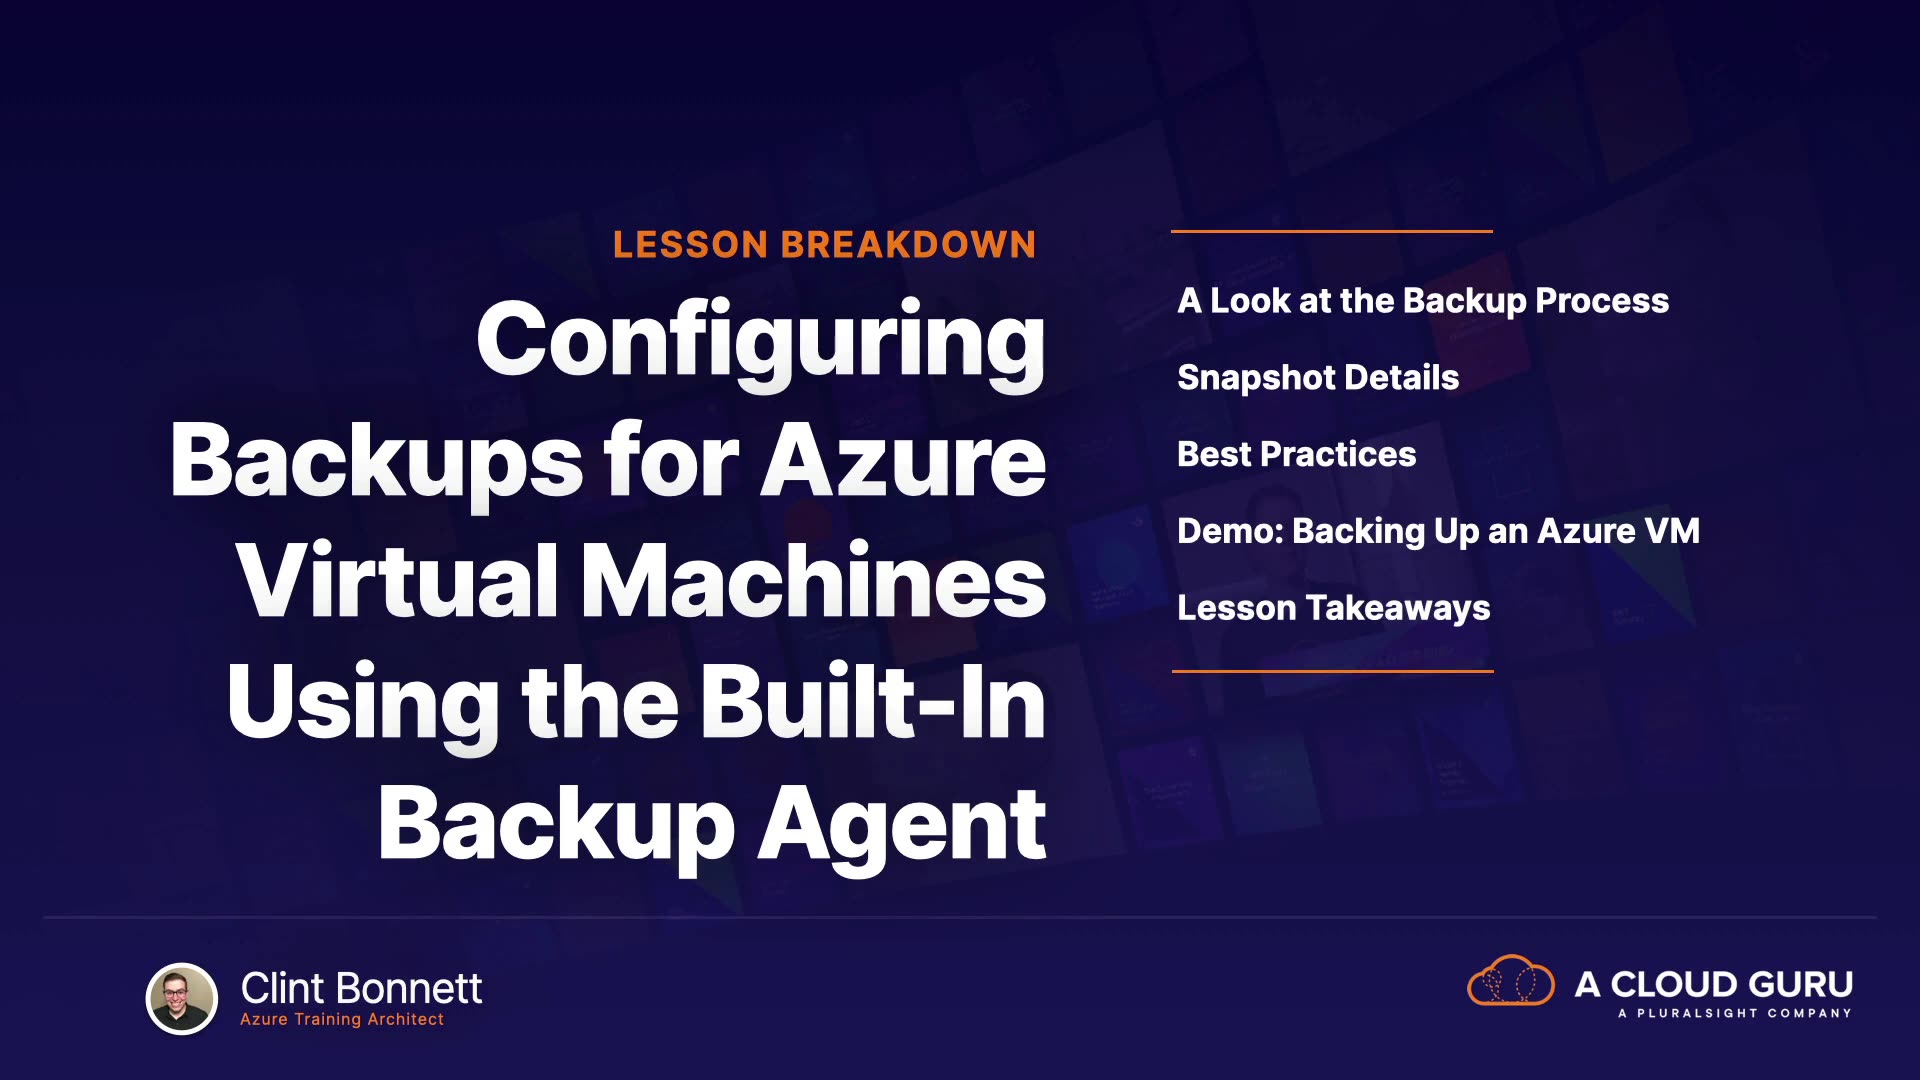 LESSON BREAKDOWN
Configuring
Backups for Azure
Virtual Machines
Using the Built-In
Backup Agent
A Look at the Backup Process
Snapshot Details
Best Practices
Demo: Backing Up an Azure VM
Lesson Takeaways
Clint Bonnett
Azure Training Architect
A CLOUD GURU
A PLURALSIGHT COMPANY